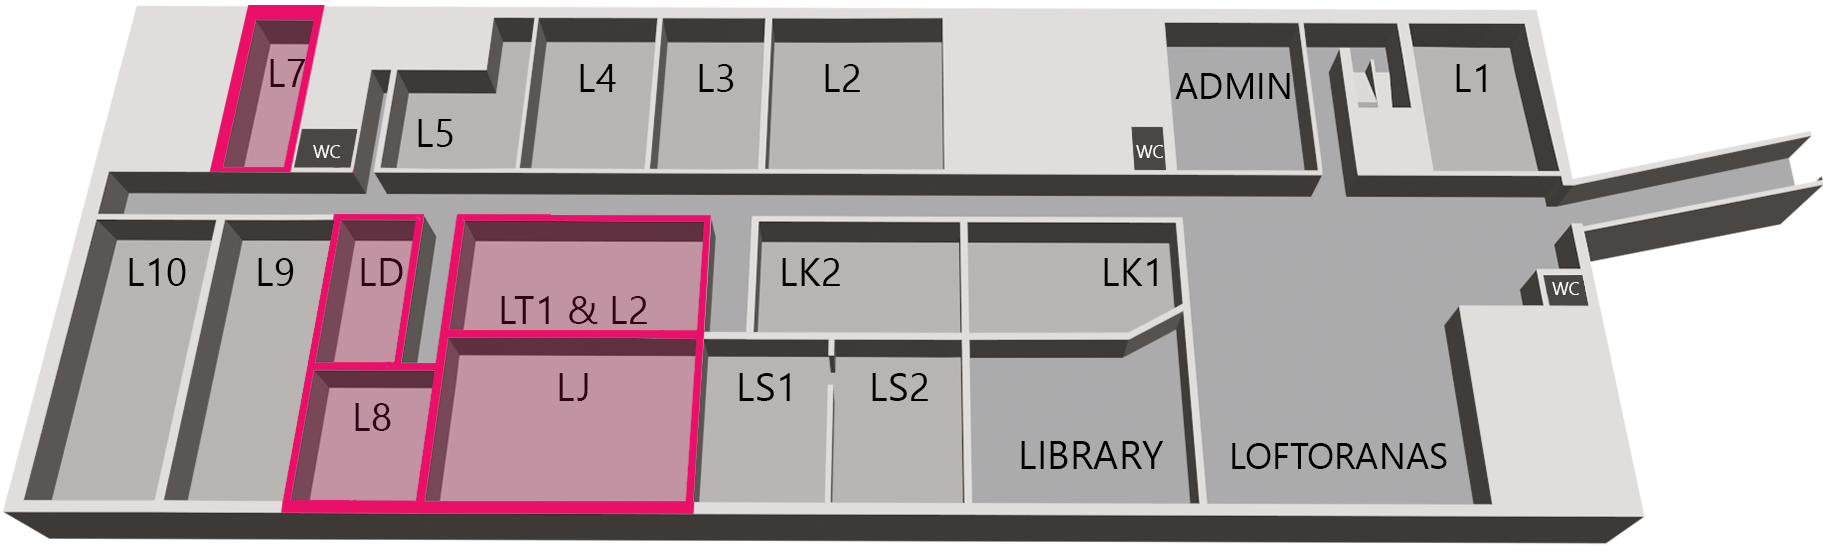 L7
WC
L5
L4
L3
L2
WC
ADMIN
L1
L10
L9
LD
LT1 & L2
LK2
LK1
WC
L8
LJ
LS1
LS2
LIBRARY
LOFTORANAS